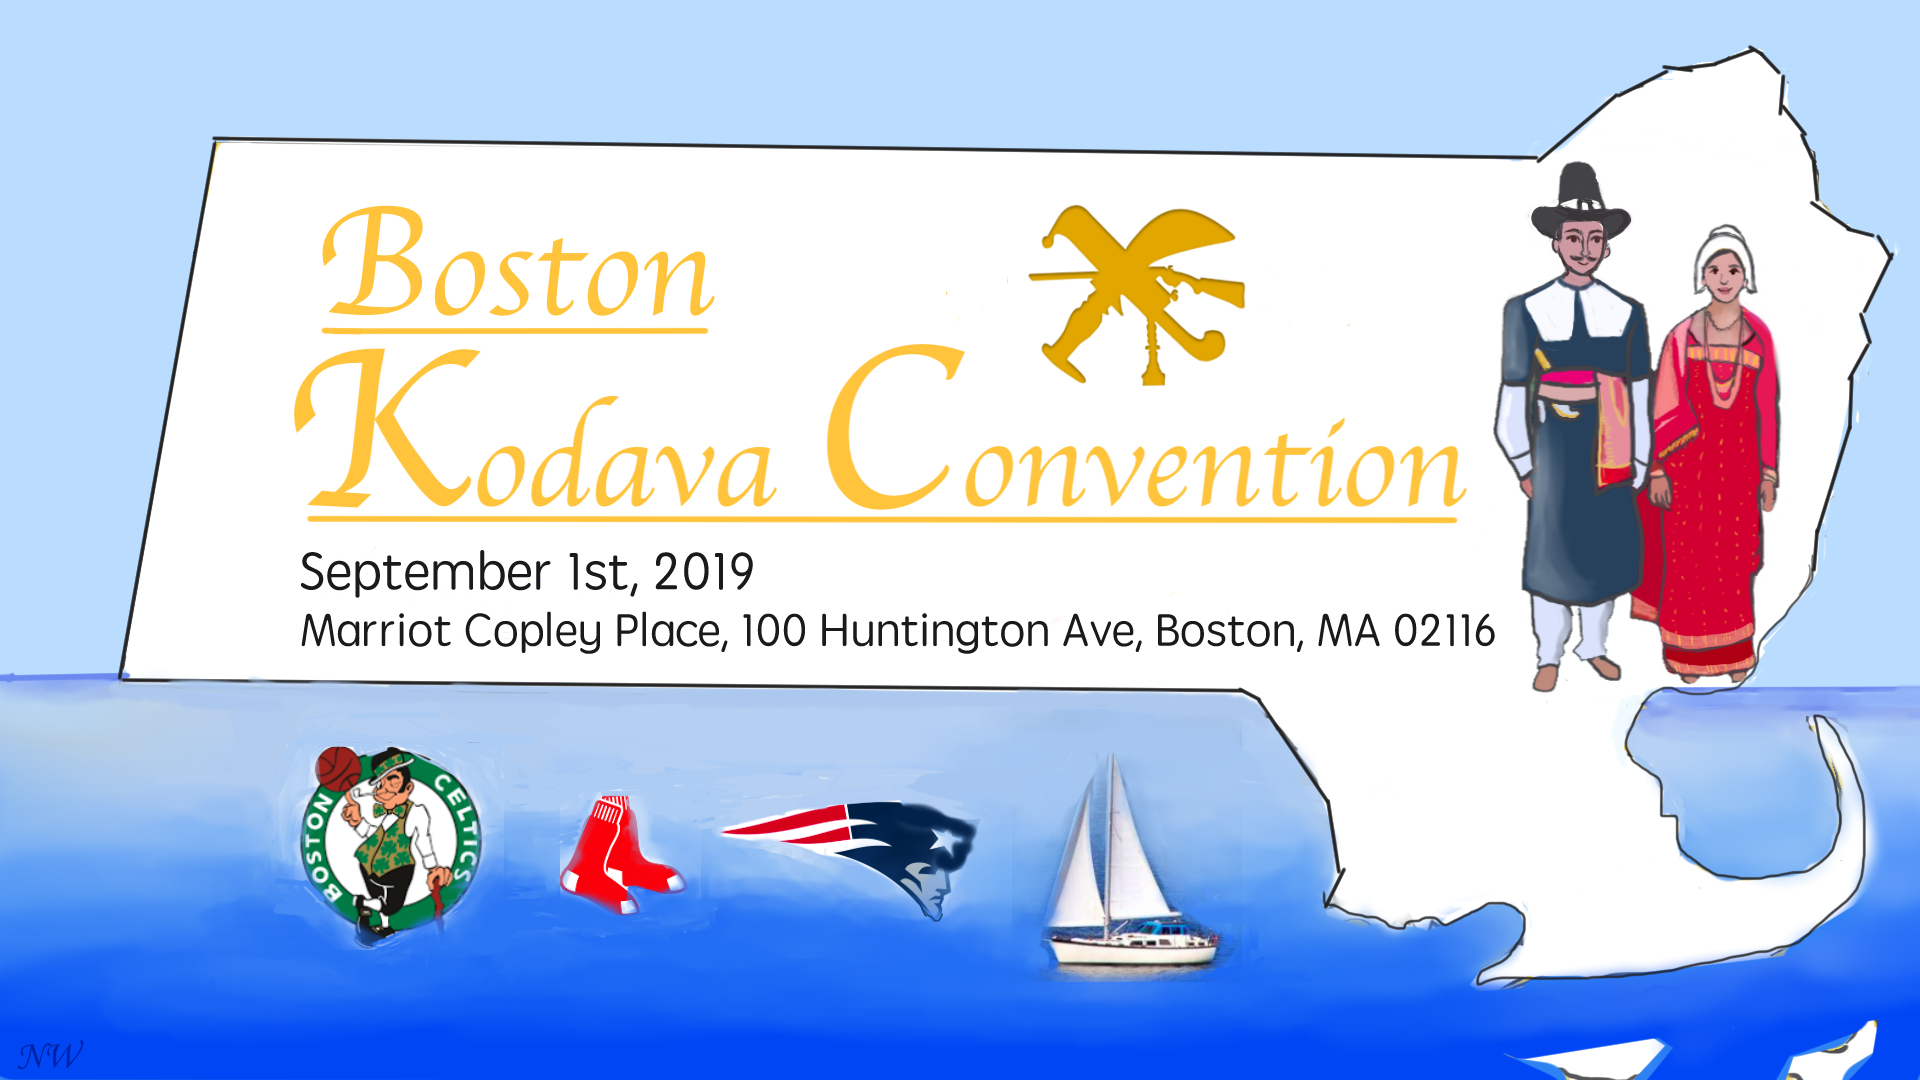 Boston
Kodava Convention
September 1st, 2019
Marriot Copley Place, 100 Huntington Ave, Boston, MA 02116
BOSTON CELTICS
NW